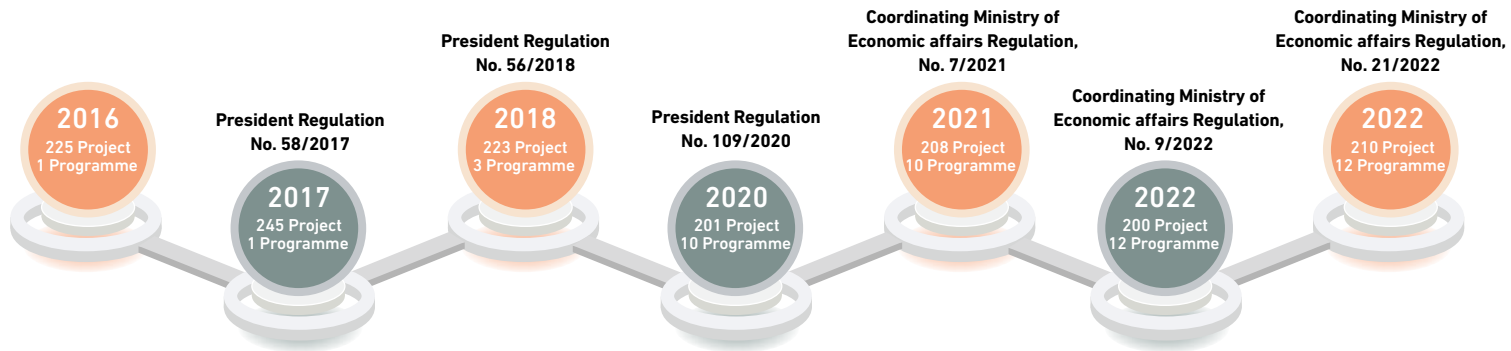 2016
225 Project
1 Programme
President Regulation
No. 58/2017
2017
245 Project
1 Programme
President Regulation
No. 56/2018
2018
223 Project
3 Programme
President Regulation
No. 109/2020
2020
201 Project
10 Programme
Coordinating Ministry of
Economic affairs Regulation,
No. 7/2021
2021
208 Project
10 Programme
Coordinating Ministry of
Economic affairs Regulation,
No. 9/2022
2022
200 Project
12 Programme
Coordinating Ministry of
Economic affairs Regulation,
No. 21/2022
2022
210 Project
12 Programme